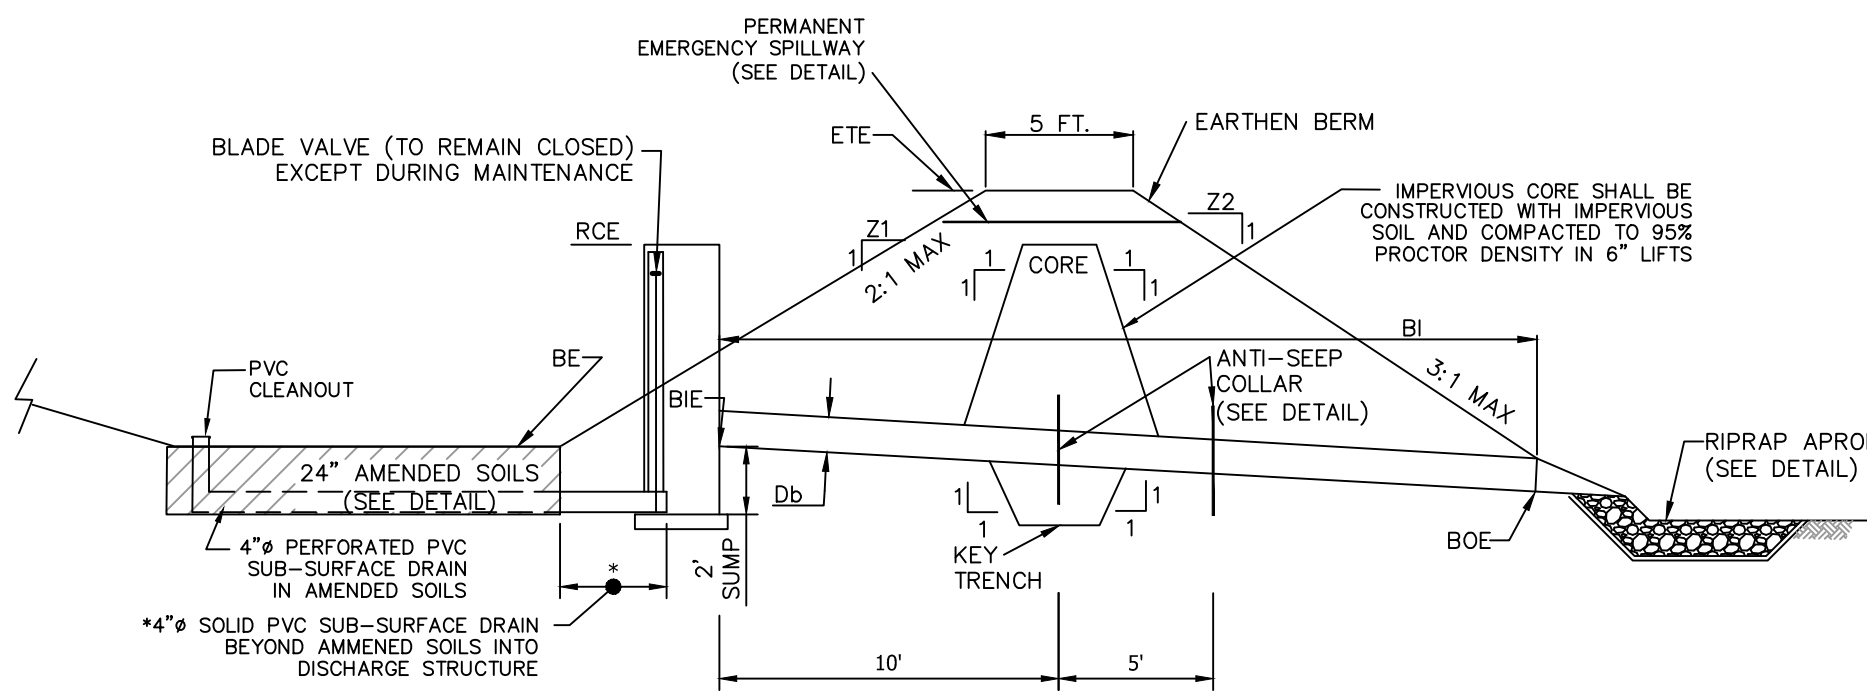 PERMANENT
EMERGENCY SPILLWAY
(SEE DETAIL)
5 FT.
ETE
EARTHEN BERM
BLADE VALVE (TO REMAIN CLOSED)
EXCEPT DURING MAINTENANCE
IMPERVIOUS CORE SHALL BE
CONSTRUCTED WITH IMPERVIOUS
SOIL AND COMPACTED TO 95%
PROCTOR DENSITY IN 6" LIFTS
RCE
Z1
1
2:1 MAX
Z2
1
CORE
1
1
1
1
BI
3:1 MAX
BE
PVC
CLEANOUT
BIE
ANTI-SEEP
COLLAR
(SEE DETAIL)
24" AMENDED SOILS
(SEE DETAIL)
Db
1
1
1
1
RIPRAP APRO
(SEE DETAIL)
BOE
4"ø PERFORATED PVC
SUB-SURFACE DRAIN
IN AMENDED SOILS
*
2'
SUMP
KEY
TRENCH
*4"ø SOLID PVC SUB-SURFACE DRAIN
BEYOND AMMENED SOILS INTO
DISCHARGE STRUCTURE
10'
5'